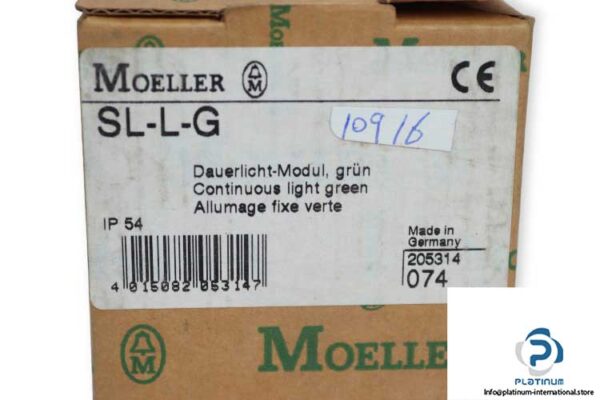 MOELLER
CE
SL-L-G
10916
Dauerlicht-Modul, grün
Continuous light green
Allumage fixe verte
IP 54
Made in
Germany
205314
074
4 015082 053147
MOELLER
PLATINUM
Info@platinum-international.store